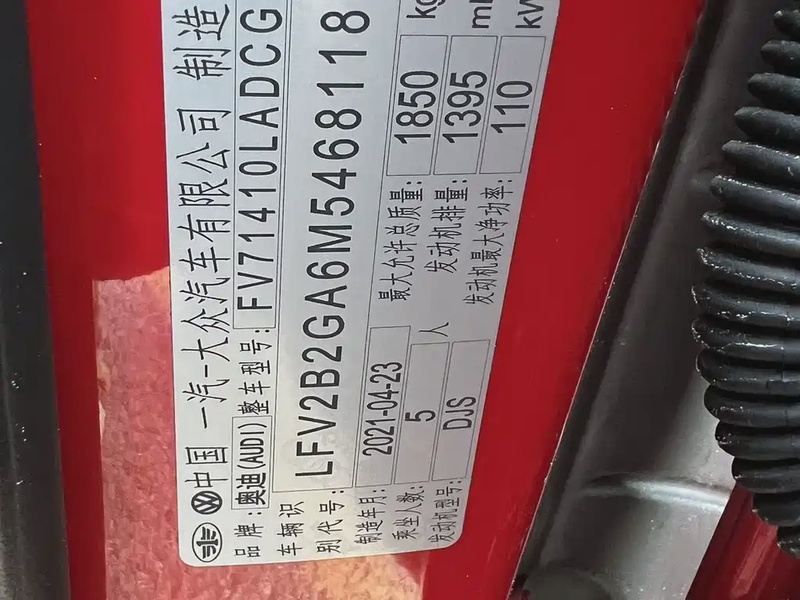 中国 一汽-大众汽车有限公司 制造
品牌: 奥迪(AUDI) 整车型号: FV71410LADCG
车辆识别代号: LFV2B2GA6M5468118
制造年月: 2021-04-23 最大允许总质量: 1850 kg
乘坐人数: 5 人 发动机排量: 1395 ml
发动机型号: DJS 发动机最大净功率: 110 kW